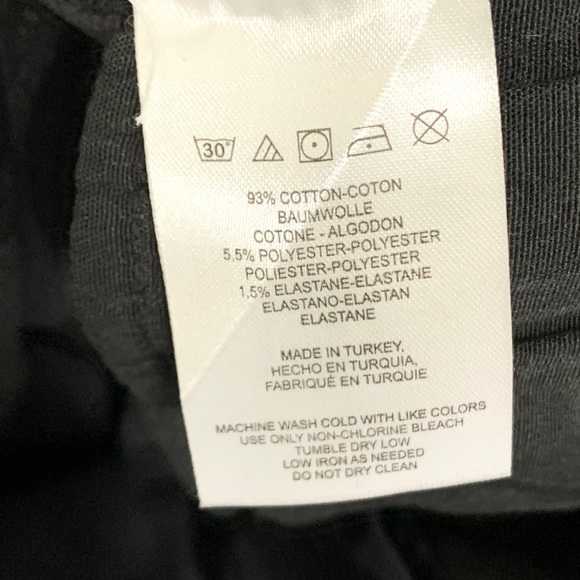 30°
93% COTTON-COTON
BAUMWOLLE
COTONE - ALGODON
5.5% POLYESTER-POLYESTER
POLIESTER-POLYESTER
1.5% ELASTANE-ELASTANE
ELASTANO-ELASTAN
ELASTANE
MADE IN TURKEY,
HECHO EN TURQUIA,
FABRIQUÉ EN TURQUIE
MACHINE WASH COLD WITH LIKE COLORS
USE ONLY NON-CHLORINE BLEACH
TUMBLE DRY LOW
LOW IRON AS NEEDED
DO NOT DRY CLEAN